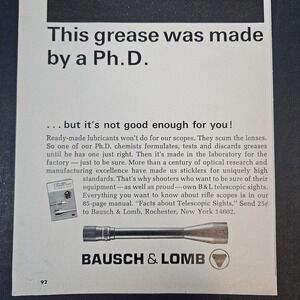 This grease was made
by a Ph.D.
. . . but it's not good enough for you!
Ready-made lubricants won't do for our scopes. They scum the lenses.
So one of our Ph.D. chemists formulates, tests and discards greases
until he has one just right. Then it's made in the laboratory for the
factory — just to be sure. More than a century of optical research and
manufacturing excellence have made us sticklers for uniquely high
standards. That's why shooters who want to be sure of their
equipment—as well as proud—own B&L telescopic sights.
Everything you want to know about rifle scopes is in our
85-page manual. "Facts about Telescopic Sights." Send 25¢
to Bausch & Lomb, Rochester, New York 14602.
BAUSCH & LOMB
92